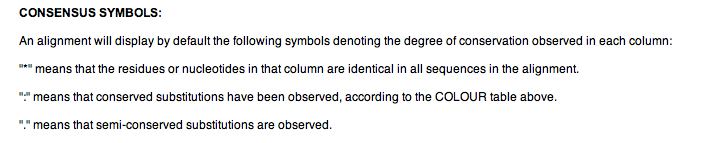 CONSENSUS SYMBOLS:
An alignment will display by default the following symbols denoting the degree of conservation observed in each column:
"*" means that the residues or nucleotides in that column are identical in all sequences in the alignment.
":" means that conserved substitutions have been observed, according to the COLOUR table above.
"." means that semi-conserved substitutions are observed.